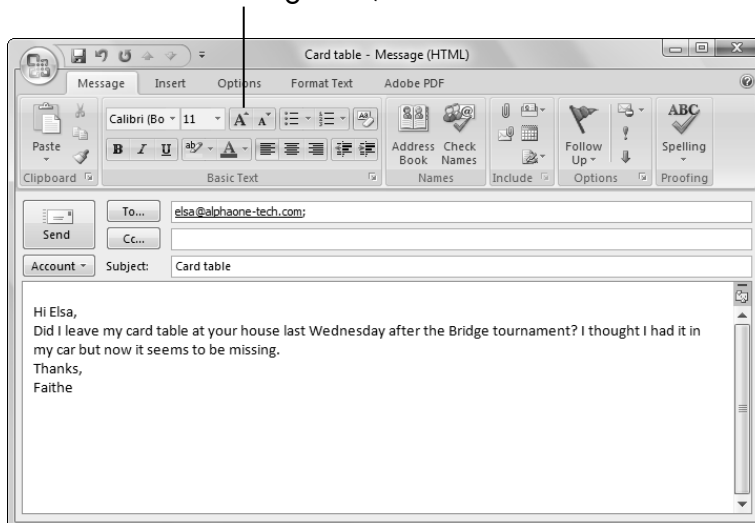 Card table - Message (HTML)
Message Insert Options Format Text Adobe PDF
Calibri (Bo 11 A A
Paste
B I U ab A
Address Book
Check Names
Follow Up
ABC
Spelling
Clipboard Basic Text Names Include Options Proofing
To... elsa@alphaone-tech.com;
Send
Cc...
Account Subject: Card table
Hi Elsa,
Did I leave my card table at your house last Wednesday after the Bridge tournament? I thought I had it in
my car but now it seems to be missing.
Thanks,
Faithe